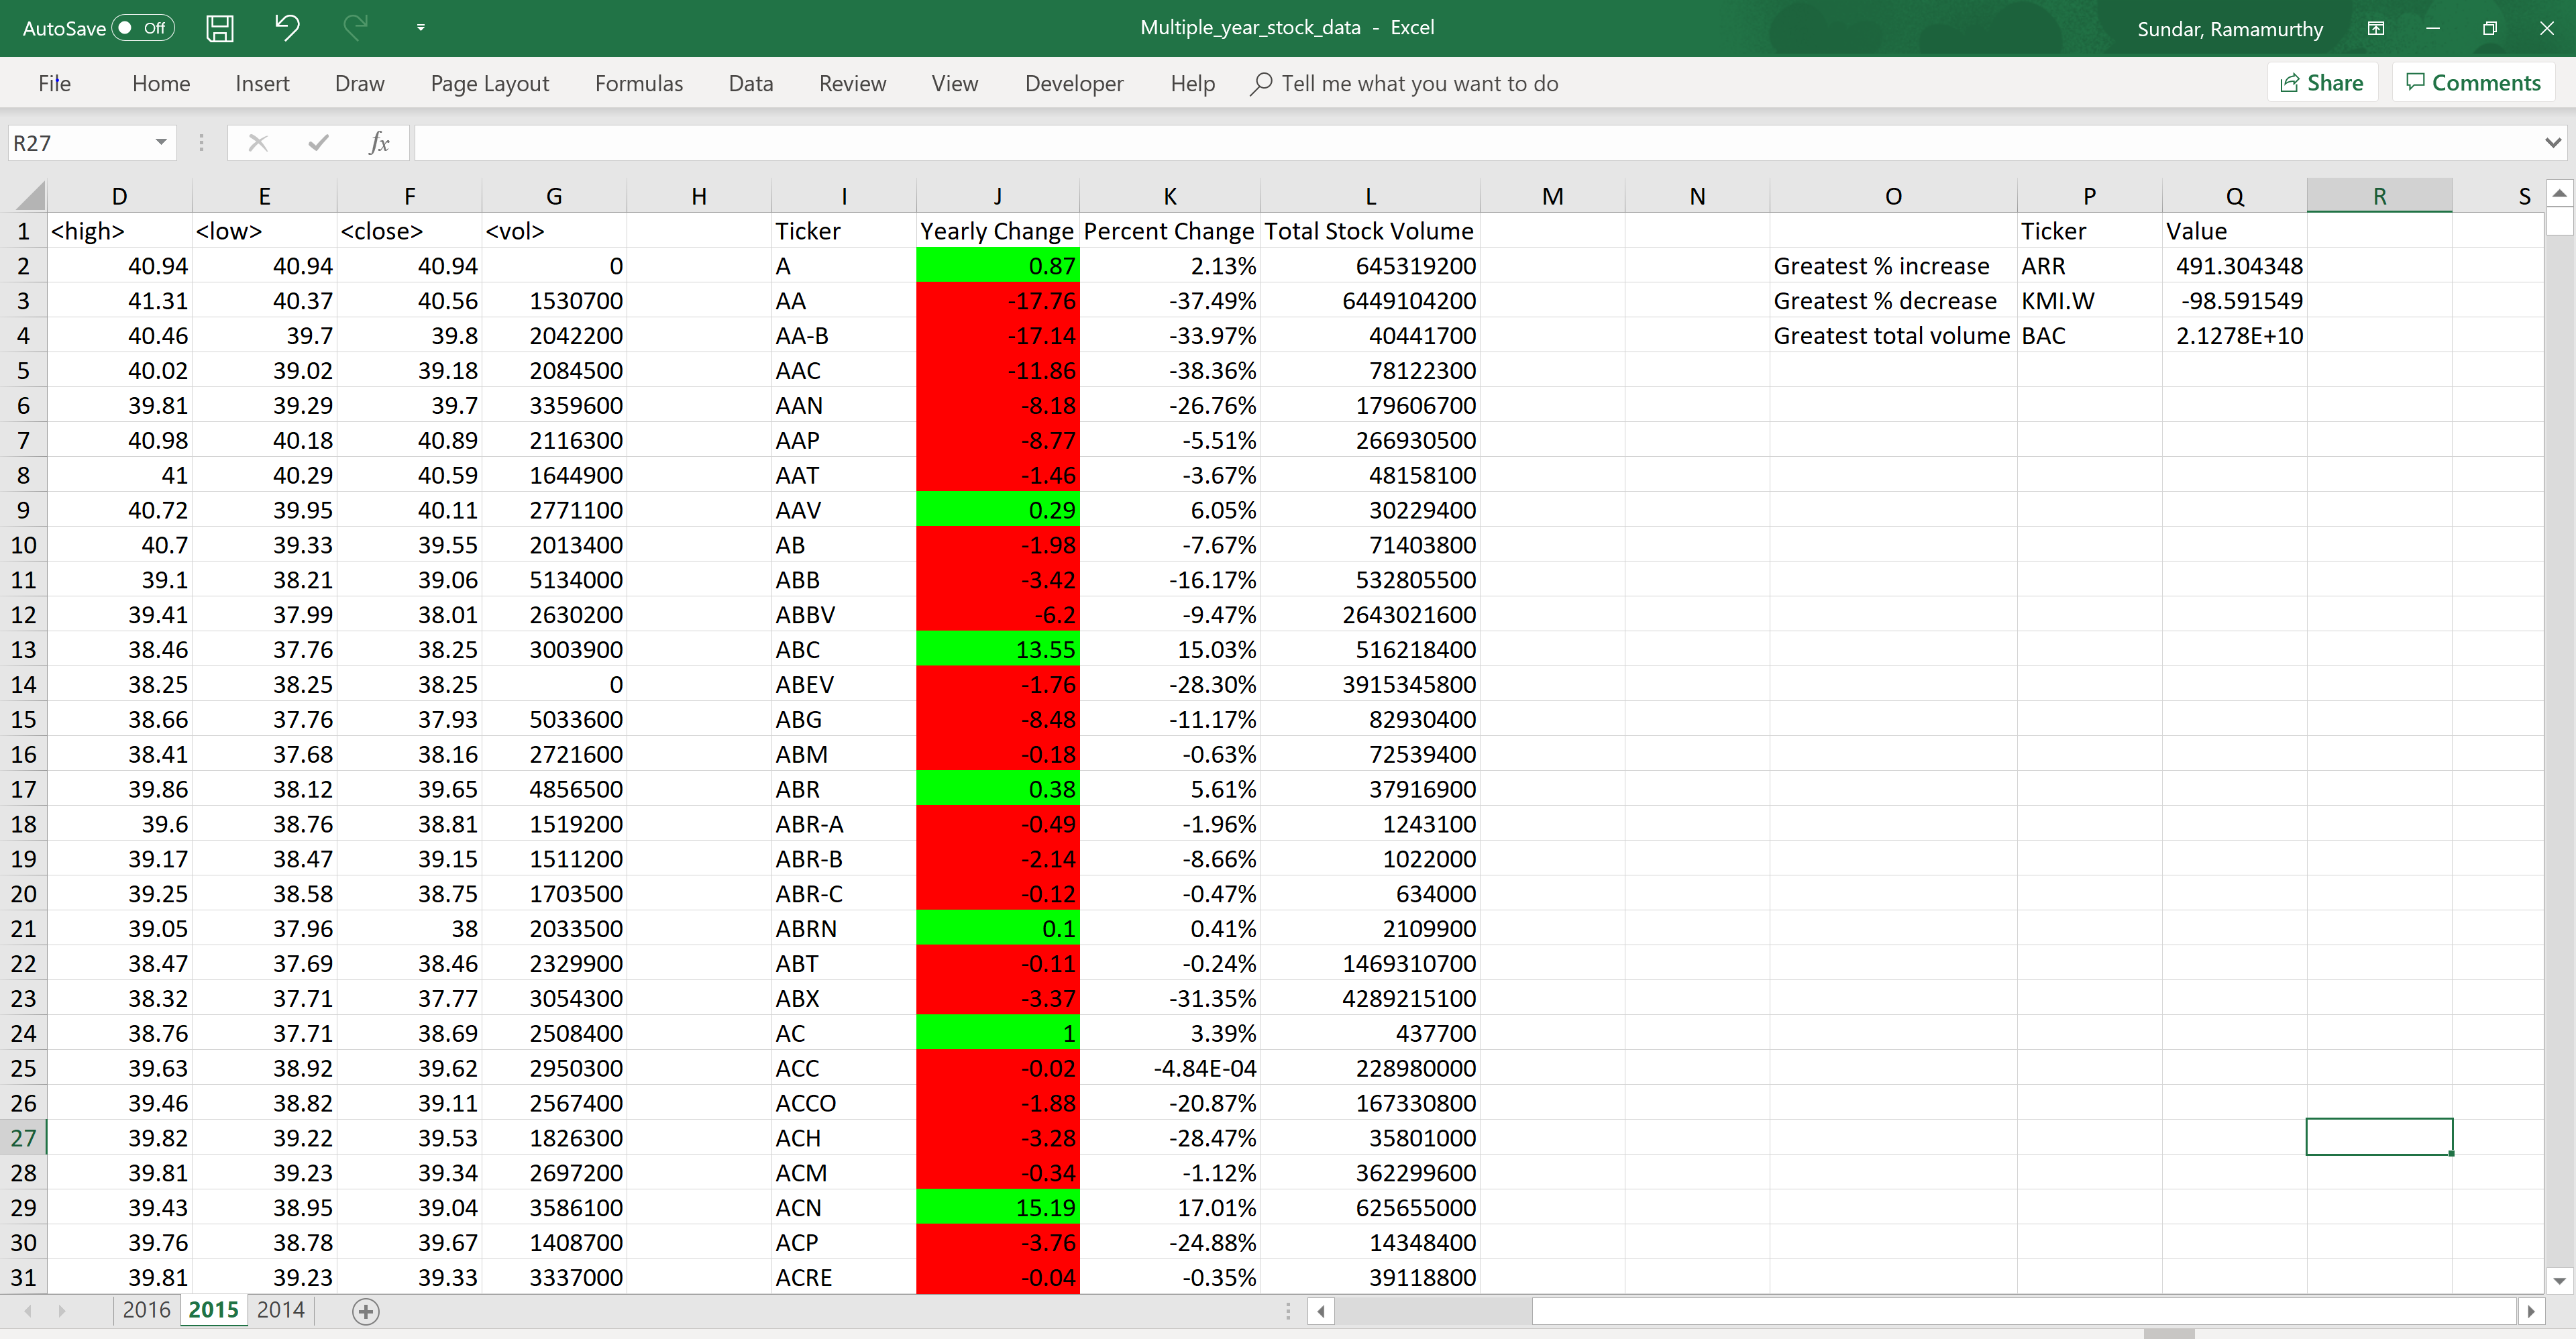 AutoSave Off Multiple_year_stock_data - Excel Sundar, Ramamurthy
File Home Insert Draw Page Layout Formulas Data Review View Developer Help Tell me what you want to do Share Comments
R27 fx
D E F G H I J K L M N O P Q R S
1 <high> <low> <close> <vol> Ticker Yearly Change Percent Change Total Stock Volume Ticker Value
2 40.94 40.94 40.94 0 A 0.87 2.13% 645319200 Greatest % increase ARR 491.304348
3 41.31 40.37 40.56 1530700 AA -17.76 -37.49% 6449104200 Greatest % decrease KMI.W -98.591549
4 40.46 39.7 39.8 2042200 AA-B -17.14 -33.97% 40441700 Greatest total volume BAC 2.1278E+10
5 40.02 39.02 39.18 2084500 AAC -11.86 -38.36% 78122300
6 39.81 39.29 39.7 3359600 AAN -8.18 -26.76% 179606700
7 40.98 40.18 40.89 2116300 AAP -8.77 -5.51% 266930500
8 41 40.29 40.59 1644900 AAT -1.46 -3.67% 48158100
9 40.72 39.95 40.11 2771100 AAV 0.29 6.05% 30229400
10 40.7 39.33 39.55 2013400 AB -1.98 -7.67% 71403800
11 39.1 38.21 39.06 5134000 ABB -3.42 -16.17% 532805500
12 39.41 37.99 38.01 2630200 ABBV -6.2 -9.47% 2643021600
13 38.46 37.76 38.25 3003900 ABC 13.55 15.03% 516218400
14 38.25 38.25 38.25 0 ABEV -1.76 -28.30% 3915345800
15 38.66 37.76 37.93 5033600 ABG -8.48 -11.17% 82930400
16 38.41 37.68 38.16 2721600 ABM -0.18 -0.63% 72539400
17 39.86 38.12 39.65 4856500 ABR 0.38 5.61% 37916900
18 39.6 38.76 38.81 1519200 ABR-A -0.49 -1.96% 1243100
19 39.17 38.47 39.15 1511200 ABR-B -2.14 -8.66% 1022000
20 39.25 38.58 38.75 1703500 ABR-C -0.12 -0.47% 634000
21 39.05 37.96 38 2033500 ABRN 0.1 0.41% 2109900
22 38.47 37.69 38.46 2329900 ABT -0.11 -0.24% 1469310700
23 38.32 37.71 37.77 3054300 ABX -3.37 -31.35% 4289215100
24 38.76 37.71 38.69 2508400 AC 1 3.39% 437700
25 39.63 38.92 39.62 2950300 ACC -0.02 -4.84E-04 228980000
26 39.46 38.82 39.11 2567400 ACCO -1.88 -20.87% 167330800
27 39.82 39.22 39.53 1826300 ACH -3.28 -28.47% 35801000
28 39.81 39.23 39.34 2697200 ACM -0.34 -1.12% 362299600
29 39.43 38.95 39.04 3586100 ACN 15.19 17.01% 625655000
30 39.76 38.78 39.67 1408700 ACP -3.76 -24.88% 14348400
31 39.81 39.23 39.33 3337000 ACRE -0.04 -0.35% 39118800
2016 2015 2014